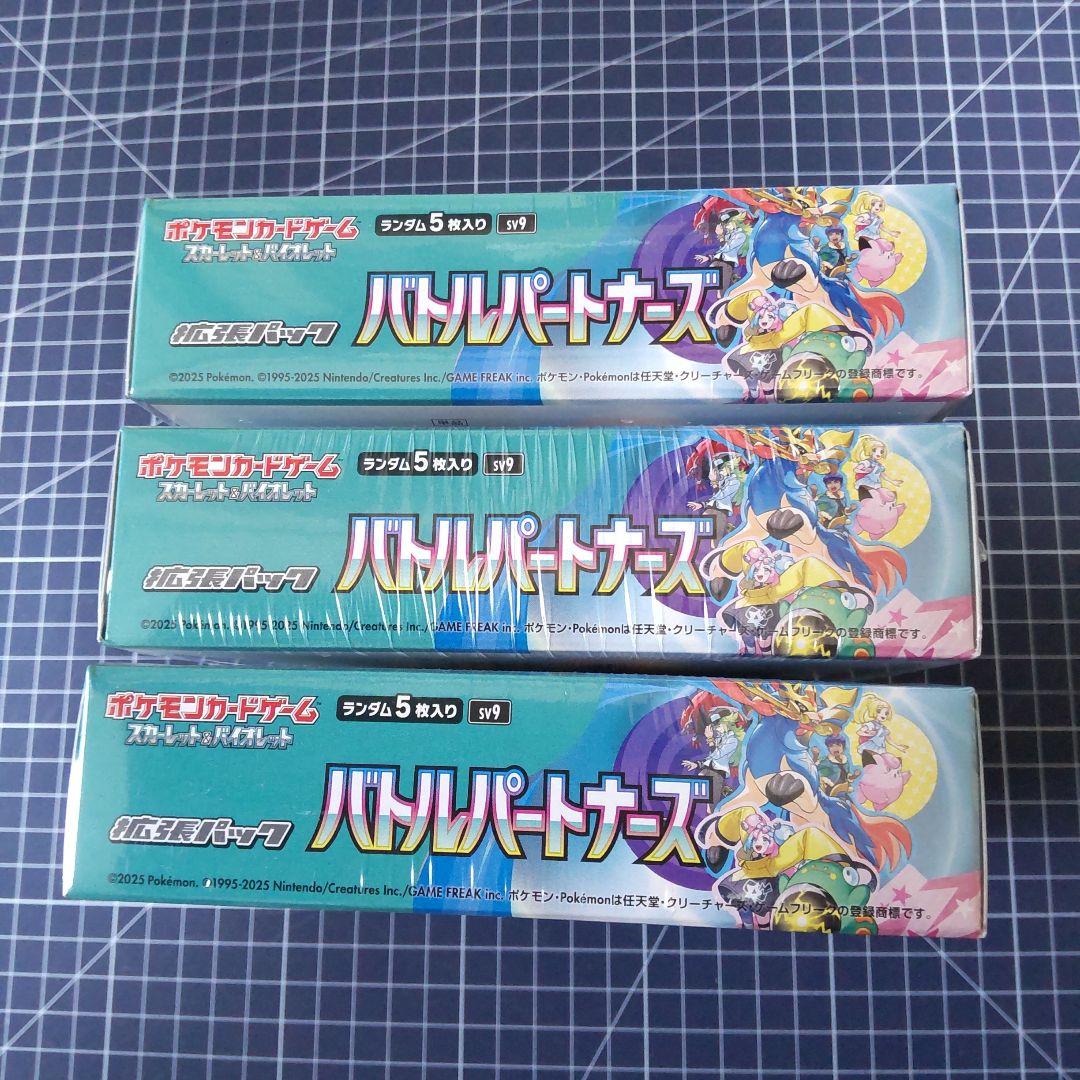 ポケモンカードゲーム ランダム5枚入り SV9
スカーレット&バイオレット
拡張パック バトルパートナーズ
©2025 Pokémon. ©1995-2025 Nintendo/Creatures Inc./GAME FREAK inc. ポケモン・Pokémonは任天堂・クリーチャーズ・ゲームフリークの登録商標です。
ポケモンカードゲーム ランダム5枚入り SV9
スカーレット&バイオレット
拡張パック バトルパートナーズ
©2025 Pokémon. ©1995-2025 Nintendo/Creatures Inc./GAME FREAK inc. ポケモン・Pokémonは任天堂・クリーチャーズ・ゲームフリークの登録商標です。
ポケモンカードゲーム ランダム5枚入り SV9
スカーレット&バイオレット
拡張パック バトルパートナーズ
©2025 Pokémon. ©1995-2025 Nintendo/Creatures Inc./GAME FREAK inc. ポケモン・Pokémonは任天堂・クリーチャーズ・ゲームフリークの登録商標です。